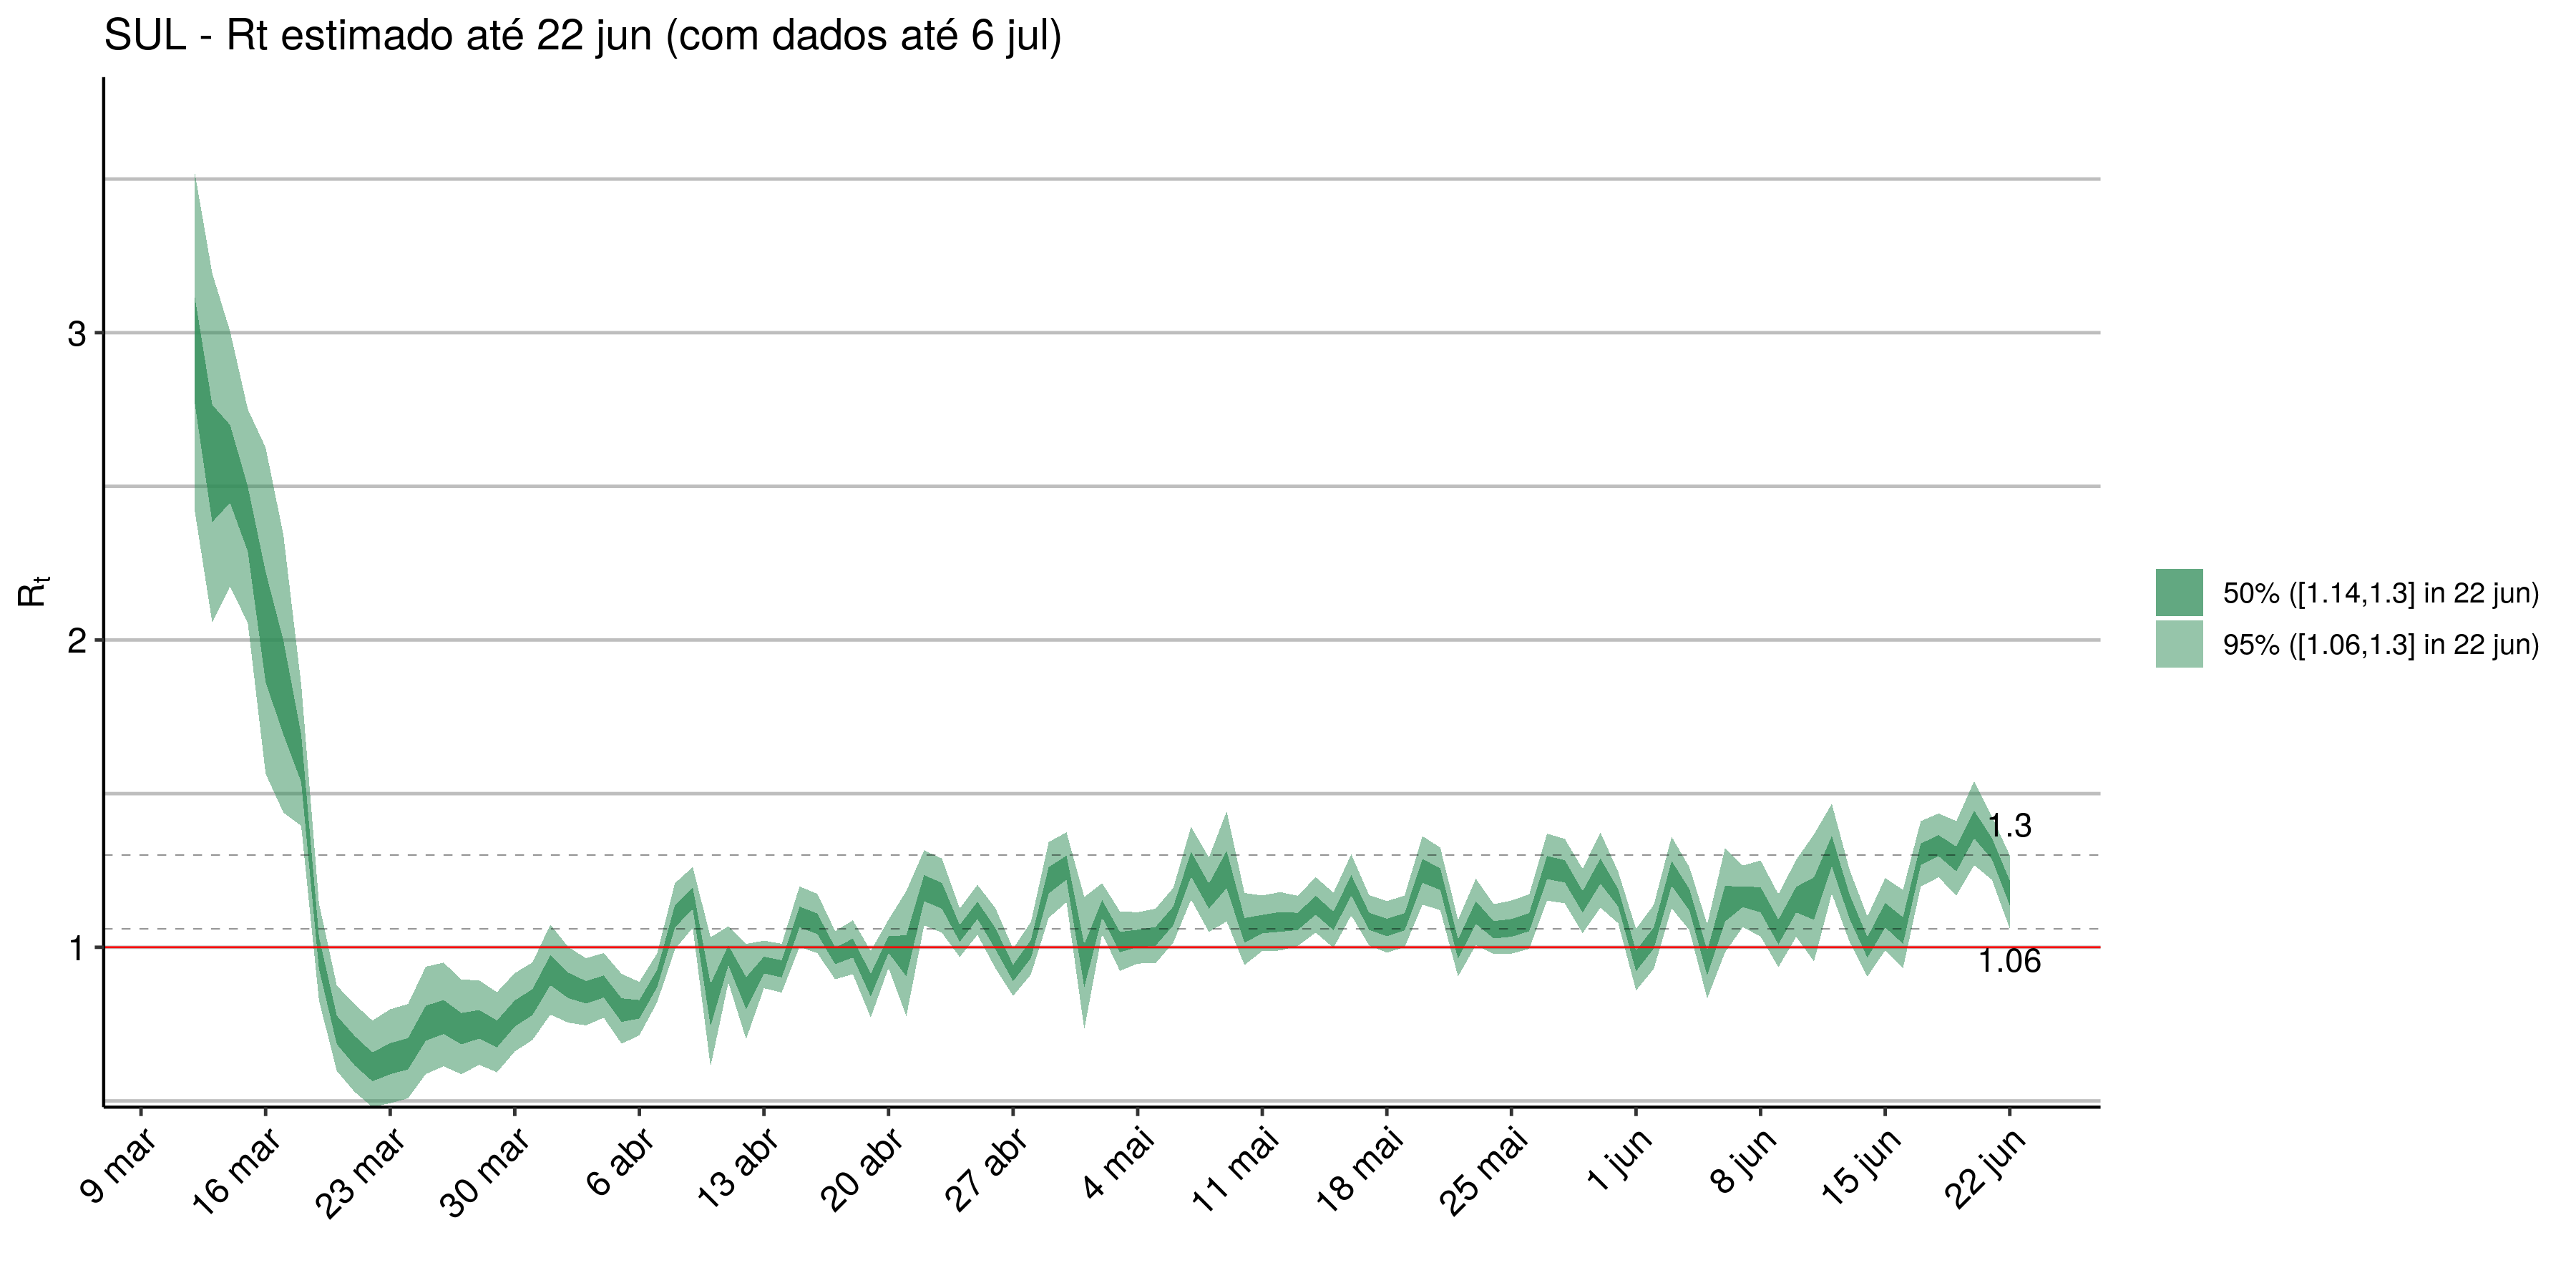 SUL - Rt estimado até 22 jun (com dados até 6 jul)
3
2
1
Rt
1.3
1.06
50% ([1.14,1.3] in 22 jun)
95% ([1.06,1.3] in 22 jun)
9 mar
16 mar
23 mar
30 mar
6 abr
13 abr
20 abr
27 abr
4 mai
11 mai
18 mai
25 mai
1 jun
8 jun
15 jun
22 jun